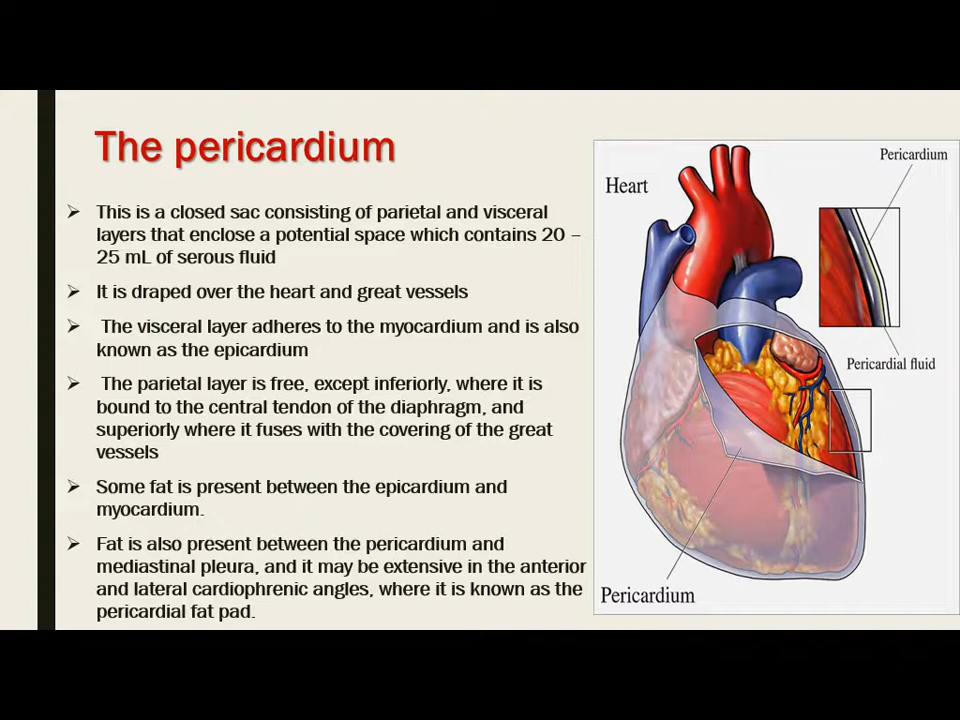 The pericardium
➢ This is a closed sac consisting of parietal and visceral
layers that enclose a potential space which contains 20 –
25 mL of serous fluid
➢ It is draped over the heart and great vessels
➢ The visceral layer adheres to the myocardium and is also
known as the epicardium
➢ The parietal layer is free, except inferiorly, where it is
bound to the central tendon of the diaphragm, and
superiorly where it fuses with the covering of the great
vessels
➢ Some fat is present between the epicardium and
myocardium.
➢ Fat is also present between the pericardium and
mediastinal pleura, and it may be extensive in the anterior
and lateral cardiophrenic angles, where it is known as the
pericardial fat pad.
Heart
Pericardium
Pericardial fluid
Pericardium